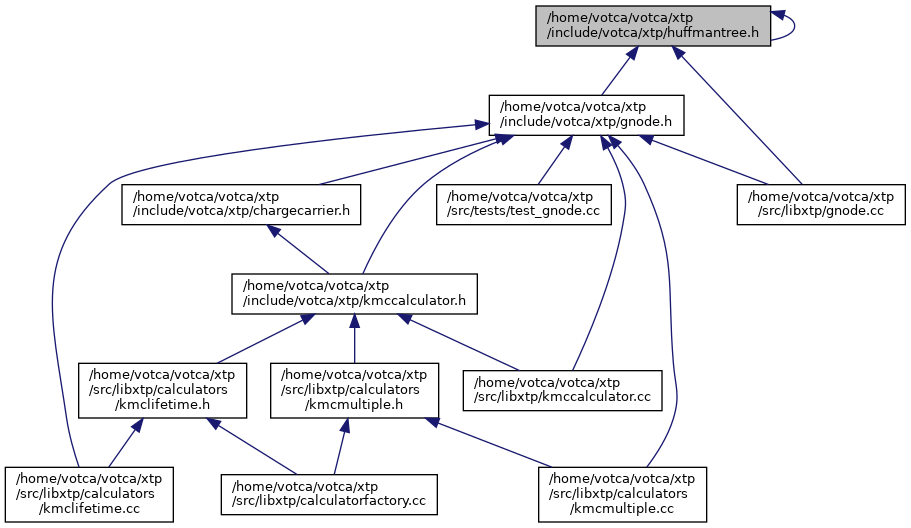 /home/votca/votca/xtp
/include/votca/xtp/huffmantree.h
/home/votca/votca/xtp
/include/votca/xtp/gnode.h
/home/votca/votca/xtp
/include/votca/xtp/chargecarrier.h
/home/votca/votca/xtp
/src/tests/test_gnode.cc
/home/votca/votca/xtp
/src/libxtp/gnode.cc
/home/votca/votca/xtp
/include/votca/xtp/kmccalculator.h
/home/votca/votca/xtp
/src/libxtp/calculators
/kmclifetime.h
/home/votca/votca/xtp
/src/libxtp/calculators
/kmcmultiple.h
/home/votca/votca/xtp
/src/libxtp/kmccalculator.cc
/home/votca/votca/xtp
/src/libxtp/calculators
/kmclifetime.cc
/home/votca/votca/xtp
/src/libxtp/calculatorfactory.cc
/home/votca/votca/xtp
/src/libxtp/calculators
/kmcmultiple.cc